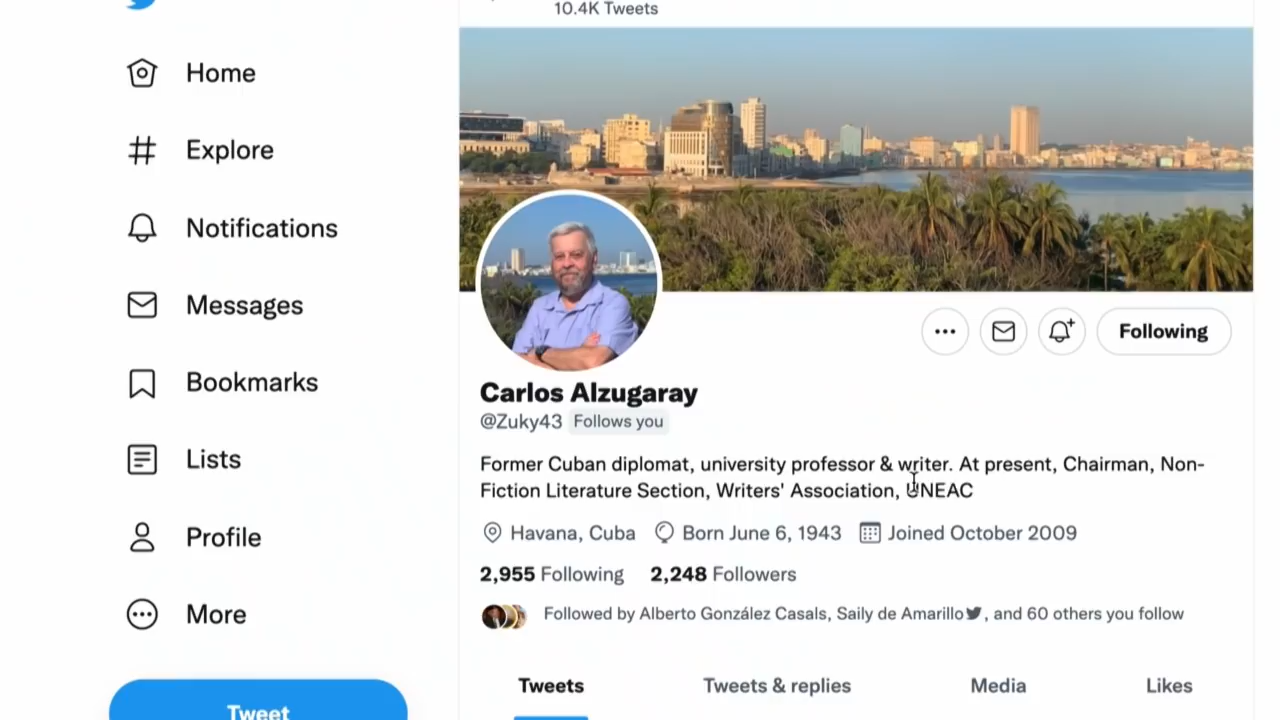 10.4K Tweets
Home
Explore
Notifications
Messages
Bookmarks
Lists
Profile
More
Tweet
Following
Carlos Alzugaray
@Zuky43 Follows you
Former Cuban diplomat, university professor & writer. At present, Chairman, Non-
Fiction Literature Section, Writers' Association, UNEAC
Havana, Cuba Born June 6, 1943 Joined October 2009
2,955 Following 2,248 Followers
Followed by Alberto González Casals, Saily de Amarillo, and 60 others you follow
Tweets Tweets & replies Media Likes